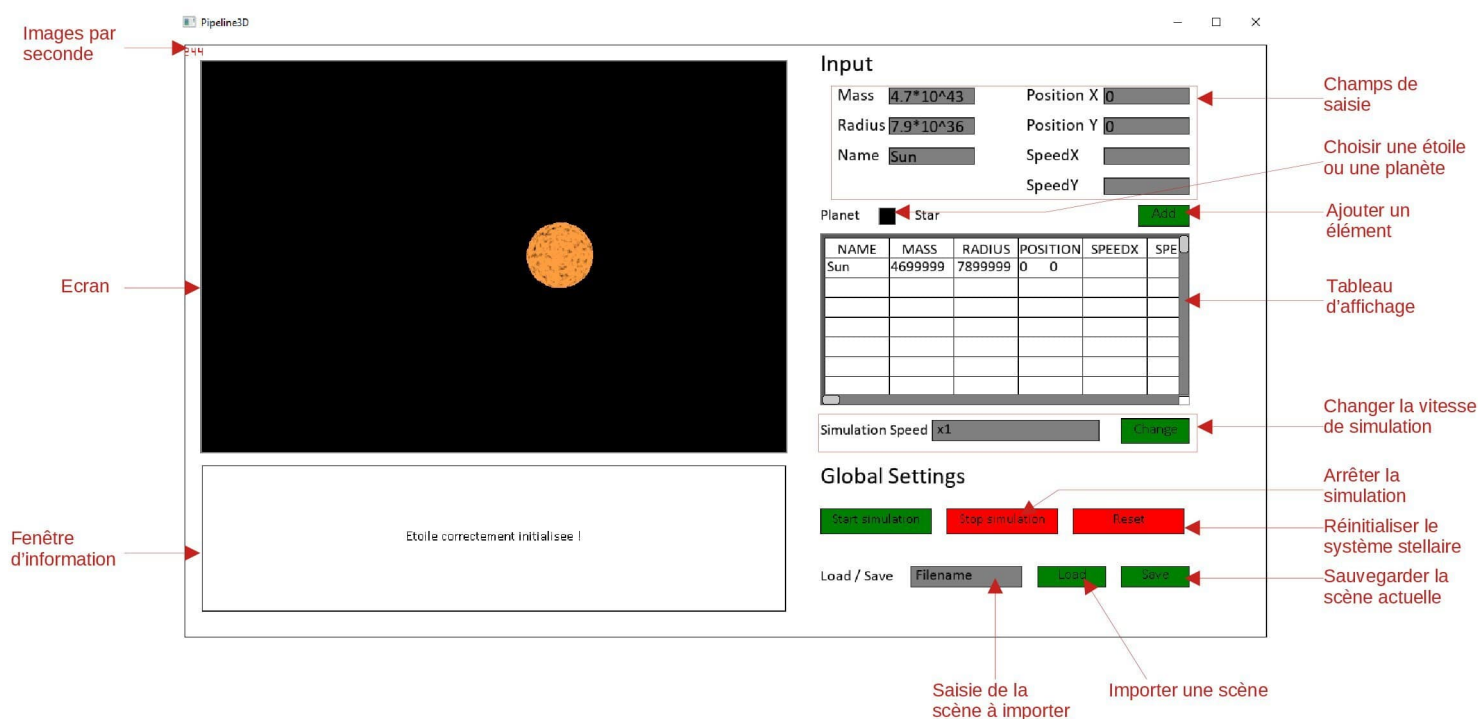 Pipeline3D
Images par
seconde
244
Input
Mass 4.7*10^43 Position X 0
Radius 7.9*10^36 Position Y 0
Name Sun SpeedX
SpeedY
Champs de
saisie
Choisir une étoile
ou une planète
Planet Star Add
Ajouter un
élément
NAME MASS RADIUS POSITION SPEEDX SPE
Sun 4699999 7899999 0 0
Ecran
Tableau
d'affichage
Simulation Speed x1 Change
Changer la vitesse
de simulation
Global Settings
Arrêter la
simulation
Start simulation Stop simulation Reset
Réinitialiser le
système stellaire
Fenêtre
d'information
Etoile correctement initialisee !
Load / Save Filename Load Save
Sauvegarder la
scène actuelle
Saisie de la
scène à importer
Importer une scène